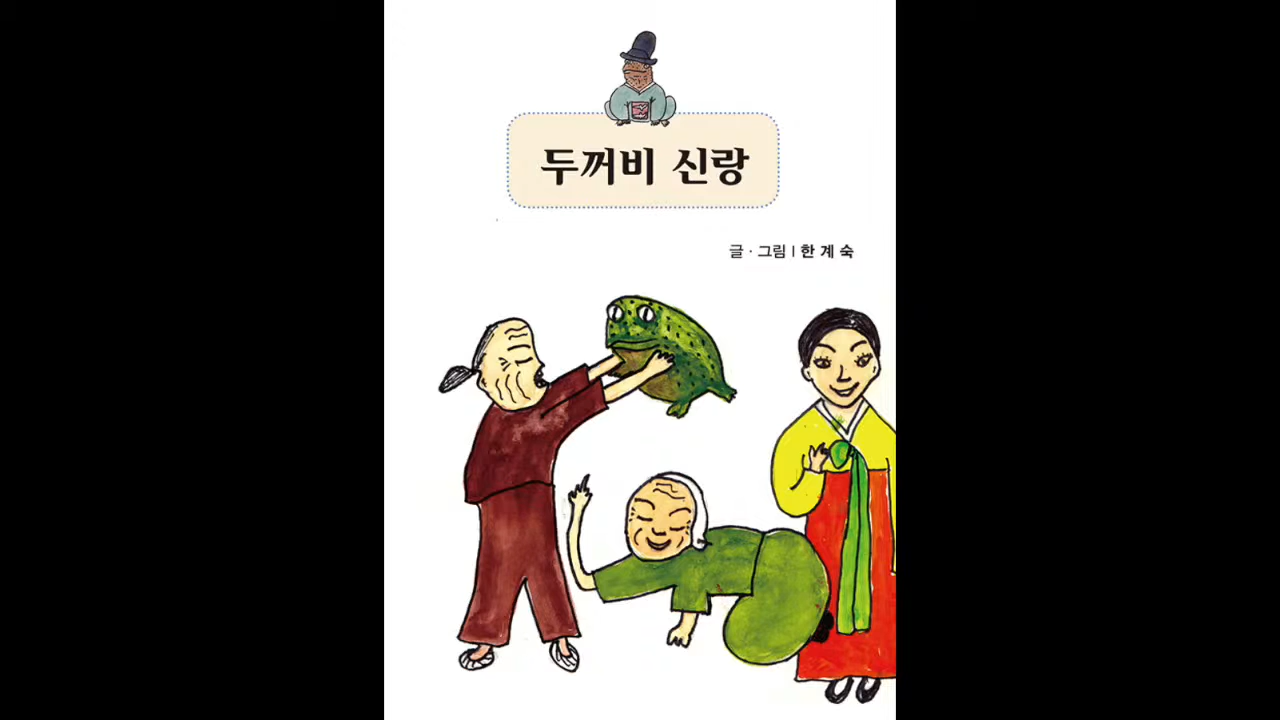 두꺼비 신랑
글 · 그림 | 한 계 숙